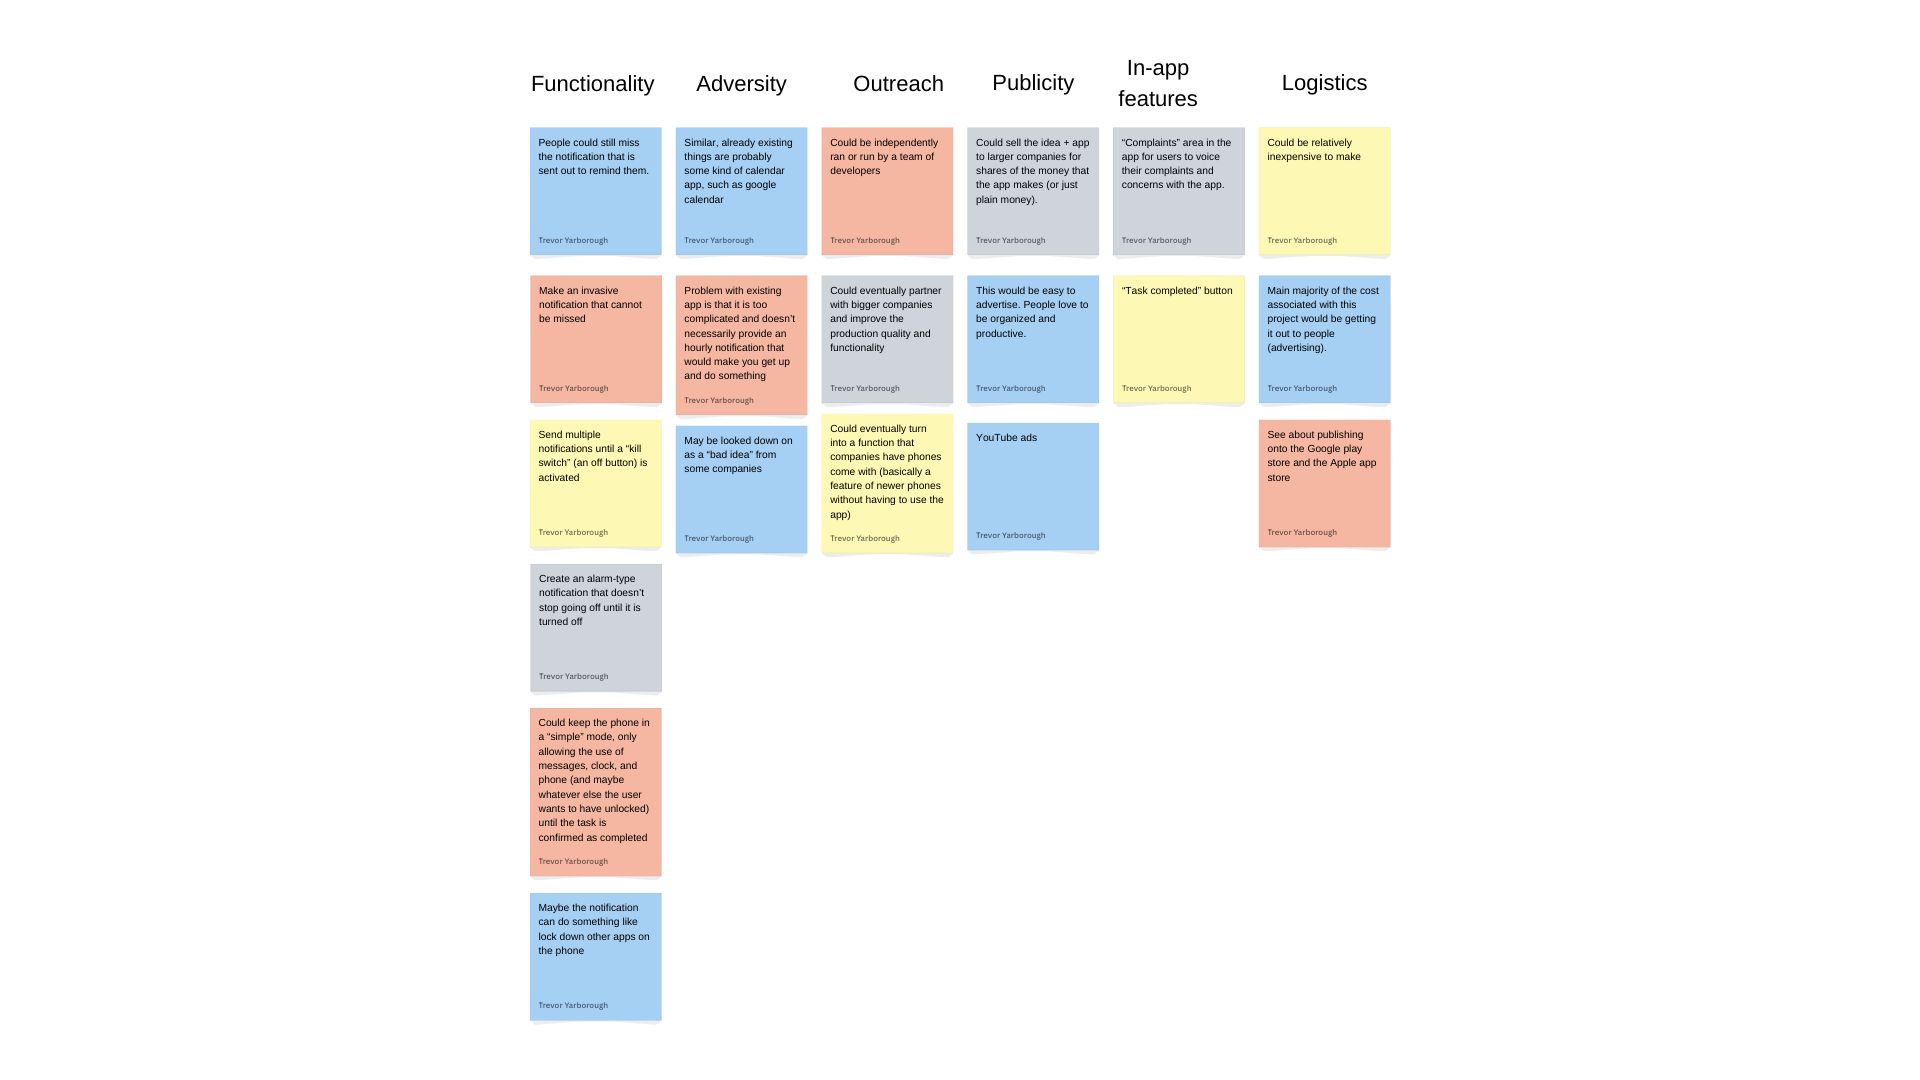 Functionality
Adversity
Outreach
Publicity
In-app
features
Logistics
People could still miss
the notification that is
sent out to remind them.
Trevor Yarborough
Make an invasive
notification that cannot
be missed
Trevor Yarborough
Send multiple
notifications until a “kill
switch” (an off button) is
activated
Trevor Yarborough
Create an alarm-type
notification that doesn’t
stop going off until it is
turned off
Trevor Yarborough
Could keep the phone in
a “simple” mode, only
allowing the use of
messages, clock, and
phone (and maybe
whatever else the user
wants to have unlocked)
until the task is
confirmed as completed
Trevor Yarborough
Maybe the notification
can do something like
lock down other apps on
the phone
Trevor Yarborough
Similar, already existing
things are probably
some kind of calendar
app, such as google
calendar
Trevor Yarborough
Problem with existing
app is that it is too
complicated and doesn’t
necessarily provide an
hourly notification that
would make you get up
and do something
Trevor Yarborough
May be looked down on
as a “bad idea” from
some companies
Trevor Yarborough
Could be independently
ran or run by a team of
developers
Trevor Yarborough
Could eventually partner
with bigger companies
and improve the
production quality and
functionality
Trevor Yarborough
Could eventually turn
into a function that
companies have phones
come with (basically a
feature of newer phones
without having to use the
app)
Trevor Yarborough
Could sell the idea + app
to larger companies for
shares of the money that
the app makes (or just
plain money).
Trevor Yarborough
This would be easy to
advertise. People love to
be organized and
productive.
Trevor Yarborough
YouTube ads
Trevor Yarborough
“Complaints” area in the
app for users to voice
their complaints and
concerns with the app.
Trevor Yarborough
“Task completed” button
Trevor Yarborough
Could be relatively
inexpensive to make
Trevor Yarborough
Main majority of the cost
associated with this
project would be getting
it out to people
(advertising).
Trevor Yarborough
See about publishing
onto the Google play
store and the Apple app
store
Trevor Yarborough